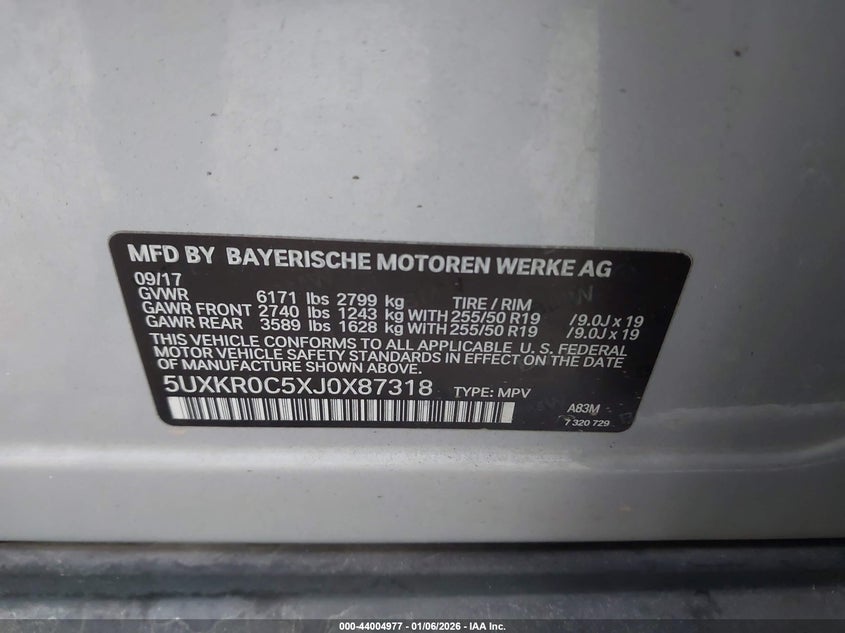 MFD BY BAYERISCHE MOTOREN WERKE AG
09/17
GVWR 6171 lbs 2799 kg TIRE / RIM
GAWR FRONT 2740 lbs 1243 kg WITH 255/50 R19 /9.0J x 19
GAWR REAR 3589 lbs 1628 kg WITH 255/50 R19 /9.0J x 19
THIS VEHICLE CONFORMS TO ALL APPLICABLE U. S. FEDERAL
MOTOR VEHICLE SAFETY STANDARDS IN EFFECT ON THE DATE
OF MANUFACTURE SHOWN ABOVE.
5UXKR0C5XJ0X87318 TYPE: MPV
A83M
7 320 729
000-44004977 - 01/06/2026 - IAA Inc.